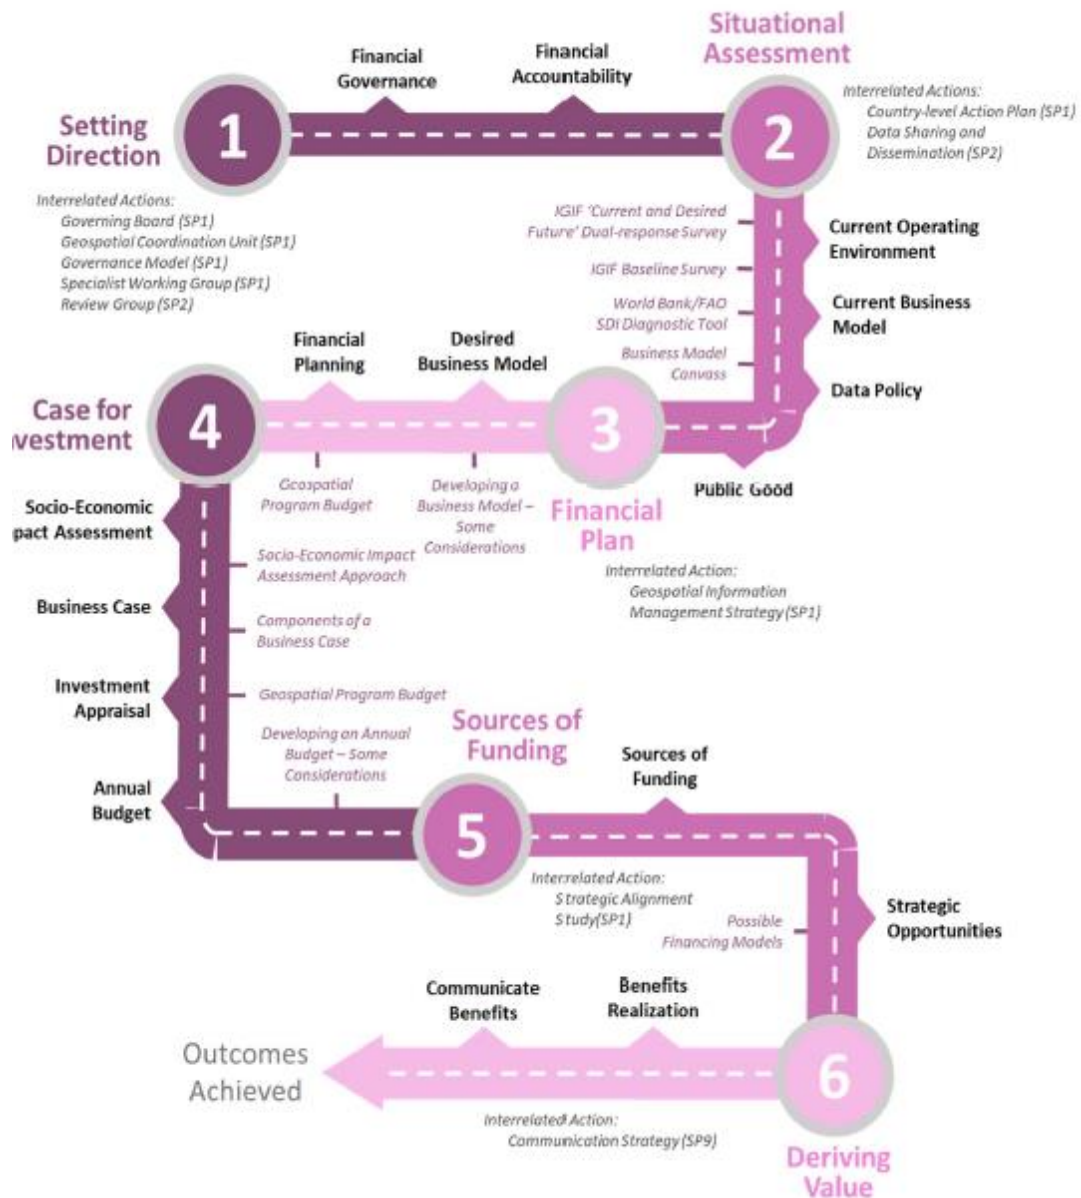 Situational
Assessment
Financial
Governance
Financial
Accountability
Setting
Direction
1
2
Interrelated Actions:
Country-level Action Plan (SP1)
Data Sharing and
Dissemination (SP2)
Interrelated Actions:
Governing Board (SP1)
Geospatial Coordination Unit (SP1)
Governance Model (SP1)
Specialist Working Group (SP1)
Review Group (SP2)
IGIF ‘Current and Desired
Future’ Dual-response Survey
IGIF Baseline Survey
World Bank/FAO
SDI Diagnostic Tool
Business Model
Canvass
Current Operating
Environment
Current Business
Model
Data Policy
Public Good
Financial
Planning
Desired
Business Model
Case for
nvestment
4
3
Financial
Plan
Geospatial
Program Budget
Developing a
Business Model –
Some
Considerations
Interrelated Action:
Geospatial Information
Management Strategy (SP1)
Socio-Economic
pact Assessment
Business Case
Investment
Appraisal
Annual
Budget
Socio-Economic Impact
Assessment Approach
Components of a
Business Case
Geospatial Program Budget
Developing an Annual
Budget – Some
Considerations
Sources of
Funding
5
Sources of
Funding
Interrelated Action:
Strategic Alignment
Study(SP1)
Possible
Financing Models
Strategic
Opportunities
Communicate
Benefits
Benefits
Realization
Outcomes
Achieved
6
Interrelated Action:
Communication Strategy (SP9)
Deriving
Value